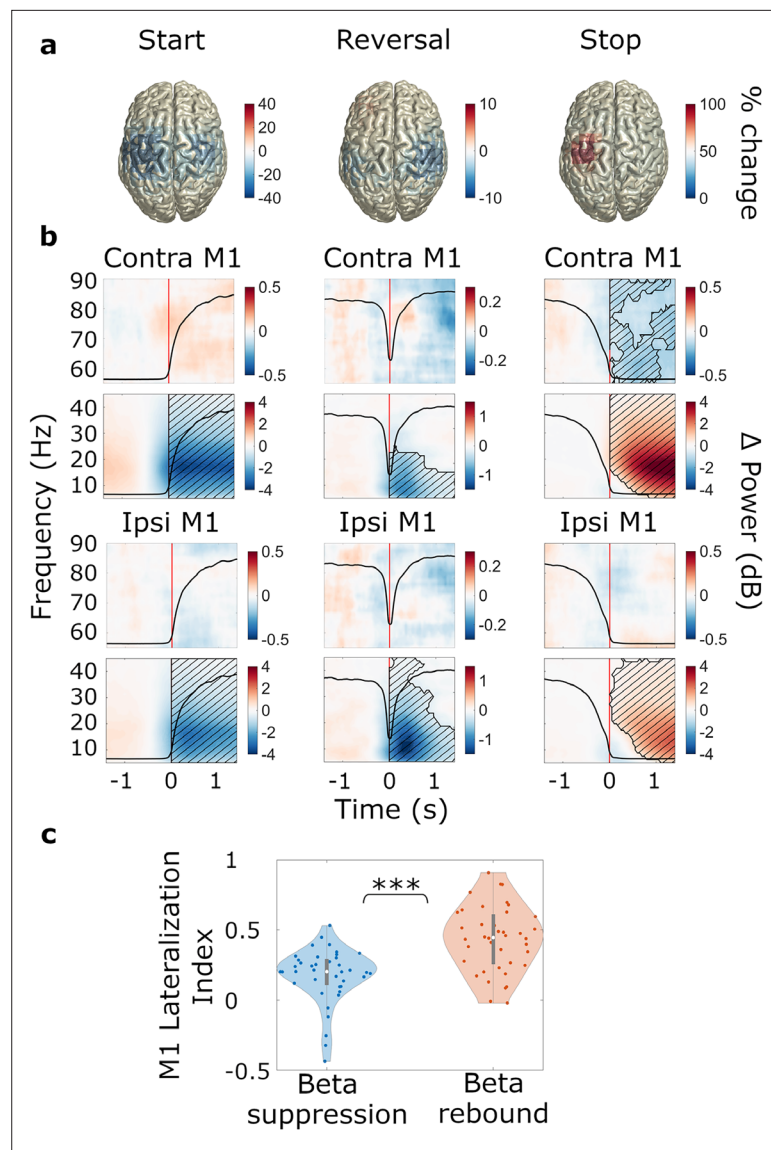 a
Start Reversal Stop
40 10 100
20
0 0 50
-20
-40 -10 0
% change
b
Contra M1 Contra M1 Contra M1
90 0.5 0.5
80 0.2
70 0 0 0
60 -0.5 -0.2 -0.5
40 4 4
30 2 1 2
20 0 0 0
10 -2 -1 -2
-4 -4
Ipsi M1 Ipsi M1 Ipsi M1
90 0.5 0.5
80 0.2
70 0 0 0
60 -0.5 -0.2 -0.5
40 4 4
30 2 1 2
20 0 0 0
10 -2 -1 -2
-4 -4
-1 0 1 -1 0 1 -1 0 1
Frequency (Hz)
Time (s)
Δ Power (dB)
c
M1 Lateralization
Index
1
0.5
0
-0.5
***
Beta Beta
suppression rebound